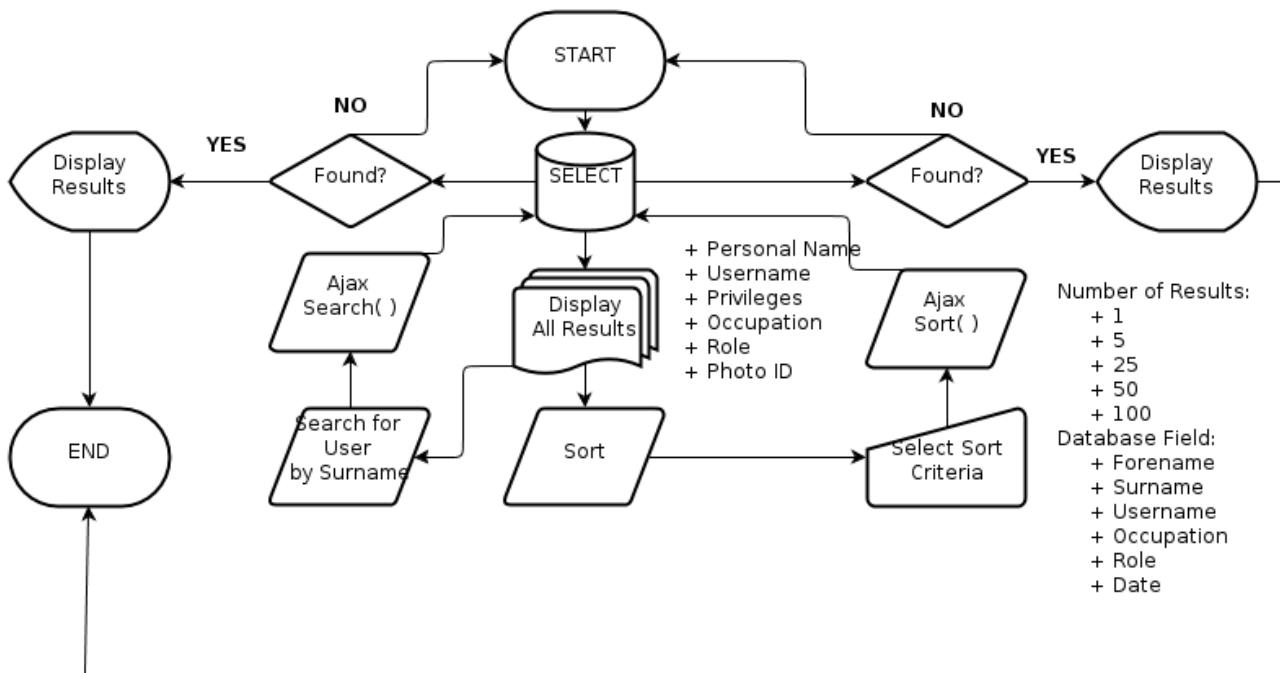 START
NO
NO
YES
YES
Display
Results
Found?
SELECT
Found?
Display
Results
Ajax
Search( )
Display
All Results
+ Personal Name
+ Username
+ Privileges
+ Occupation
+ Role
+ Photo ID
Ajax
Sort( )
Number of Results:
+ 1
+ 5
+ 25
+ 50
+ 100
Database Field:
+ Forename
+ Surname
+ Username
+ Occupation
+ Role
+ Date
END
Search for
User
by Surname
Sort
Select Sort
Criteria